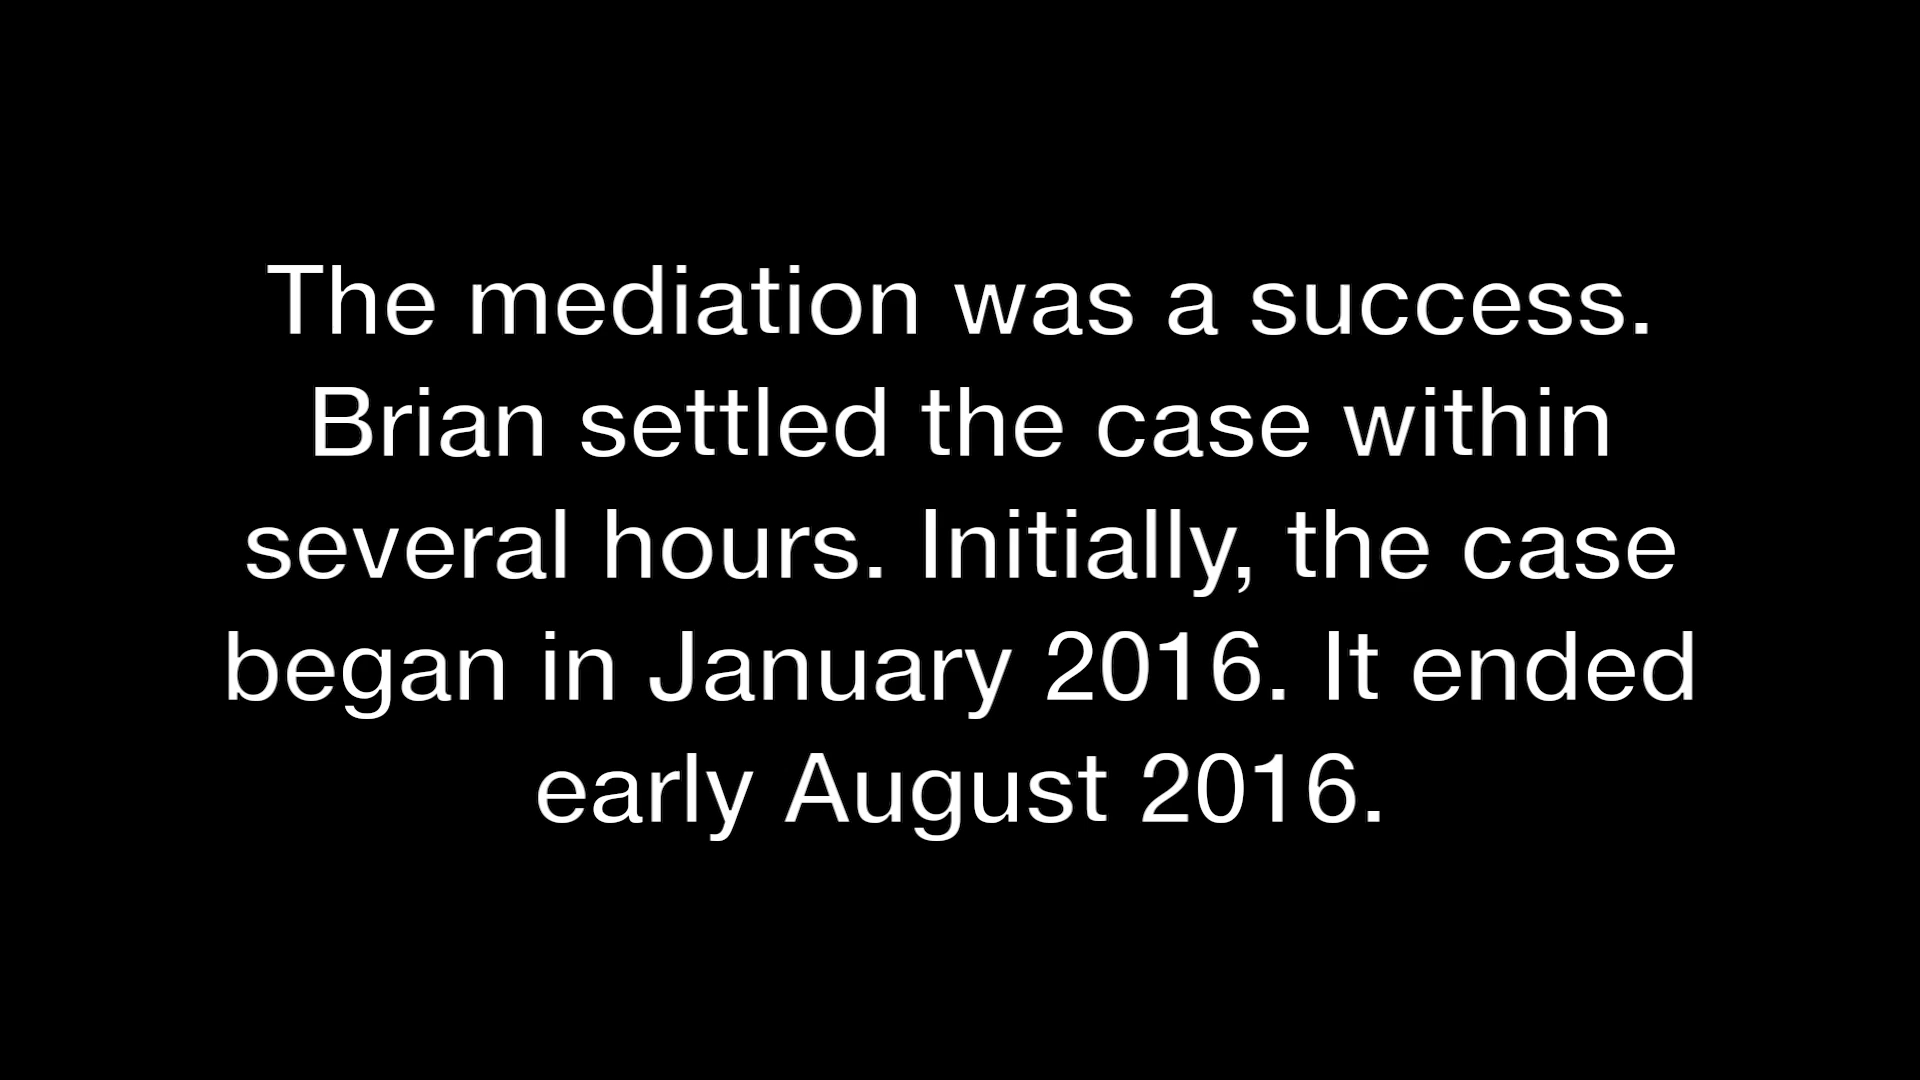 The mediation was a success.
Brian settled the case within
several hours. Initially, the case
began in January 2016. It ended
early August 2016.